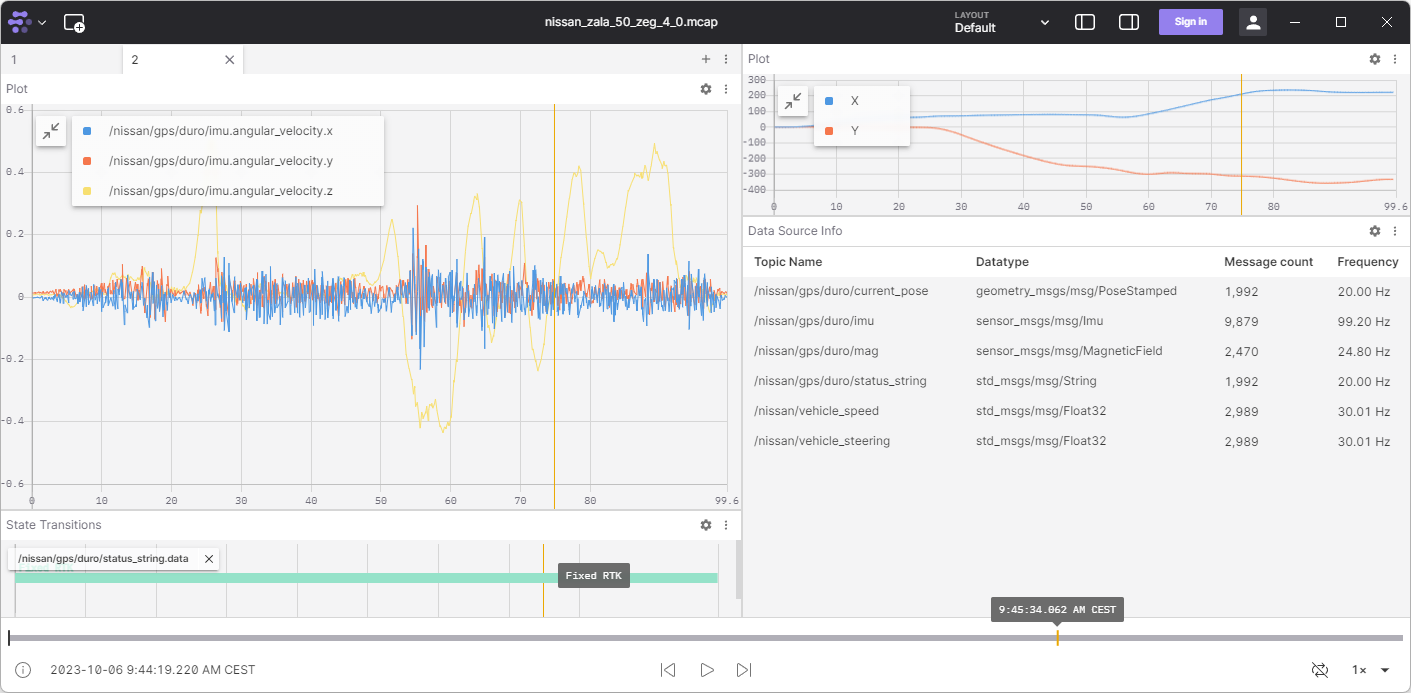 nissan_zala_50_zeg_4_0.mcap
LAYOUT
Default
Sign in
1
2
Plot
0.6
0.4
0.2
0
-0.2
-0.4
-0.6
/nissan/gps/duro/imu.angular_velocity.x
/nissan/gps/duro/imu.angular_velocity.y
/nissan/gps/duro/imu.angular_velocity.z
0 10 20 30 40 50 60 70 80 99.6
State Transitions
/nissan/gps/duro/status_string.data
Fixed RTK
Fixed RTK
Plot
300
200
100
0
-100
-200
-300
-400
X
Y
0 10 20 30 40 50 60 70 80 99.6
Data Source Info
Topic Name Datatype Message count Frequency
/nissan/gps/duro/current_pose geometry_msgs/msg/PoseStamped 1,992 20.00 Hz
/nissan/gps/duro/imu sensor_msgs/msg/Imu 9,879 99.20 Hz
/nissan/gps/duro/mag sensor_msgs/msg/MagneticField 2,470 24.80 Hz
/nissan/gps/duro/status_string std_msgs/msg/String 1,992 20.00 Hz
/nissan/vehicle_speed std_msgs/msg/Float32 2,989 30.01 Hz
/nissan/vehicle_steering std_msgs/msg/Float32 2,989 30.01 Hz
9:45:34.062 AM CEST
2023-10-06 9:44:19.220 AM CEST
1×